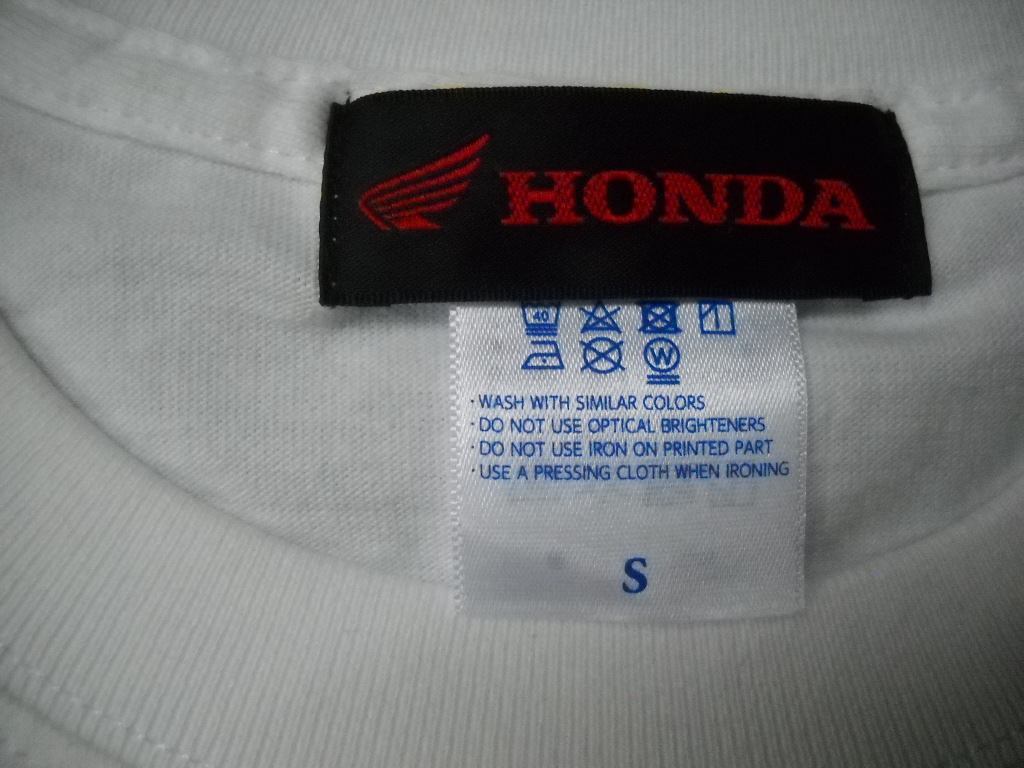 HONDA
40
W
· WASH WITH SIMILAR COLORS
· DO NOT USE OPTICAL BRIGHTENERS
· DO NOT USE IRON ON PRINTED PART
· USE A PRESSING CLOTH WHEN IRONING
S